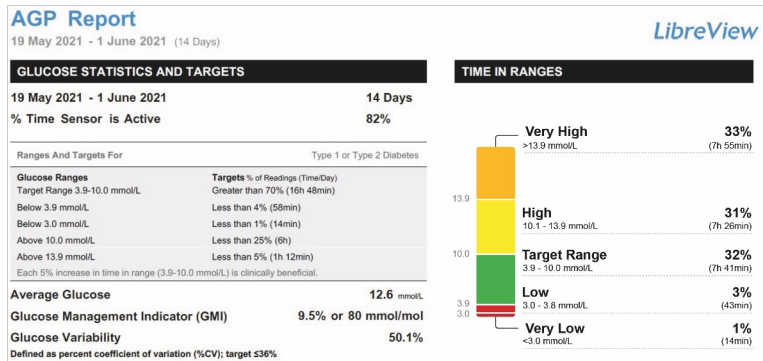 AGP Report
19 May 2021 - 1 June 2021 (14 Days)
LibreView
GLUCOSE STATISTICS AND TARGETS
19 May 2021 - 1 June 2021 14 Days
% Time Sensor is Active 82%
Ranges And Targets For Type 1 or Type 2 Diabetes
Glucose Ranges Targets % of Readings (Time/Day)
Target Range 3.9-10.0 mmol/L Greater than 70% (16h 48min)
Below 3.9 mmol/L Less than 4% (58min)
Below 3.0 mmol/L Less than 1% (14min)
Above 10.0 mmol/L Less than 25% (6h)
Above 13.9 mmol/L Less than 5% (1h 12min)
Each 5% increase in time in range (3.9-10.0 mmol/L) is clinically beneficial.
Average Glucose 12.6 mmol/L
Glucose Management Indicator (GMI) 9.5% or 80 mmol/mol
Glucose Variability 50.1%
Defined as percent coefficient of variation (%CV); target ≤36%
TIME IN RANGES
Very High 33%
>13.9 mmol/L (7h 55min)
13.9
High 31%
10.1 - 13.9 mmol/L (7h 26min)
10.0
Target Range 32%
3.9 - 10.0 mmol/L (7h 41min)
Low 3%
3.9
3.0 - 3.8 mmol/L (43min)
3.0
Very Low 1%
<3.0 mmol/L (14min)